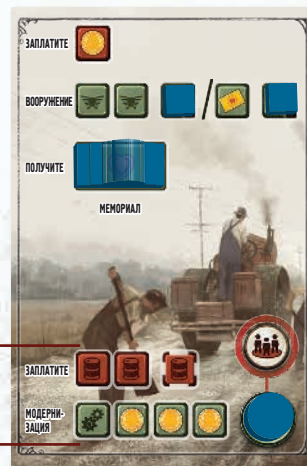 ЗАПЛАТИТЕ
ВООРУЖЕНИЕ /
ПОЛУЧИТЕ
МЕМОРИАЛ
ЗАПЛАТИТЕ
МОДЕРНИ-
ЗАЦИЯ